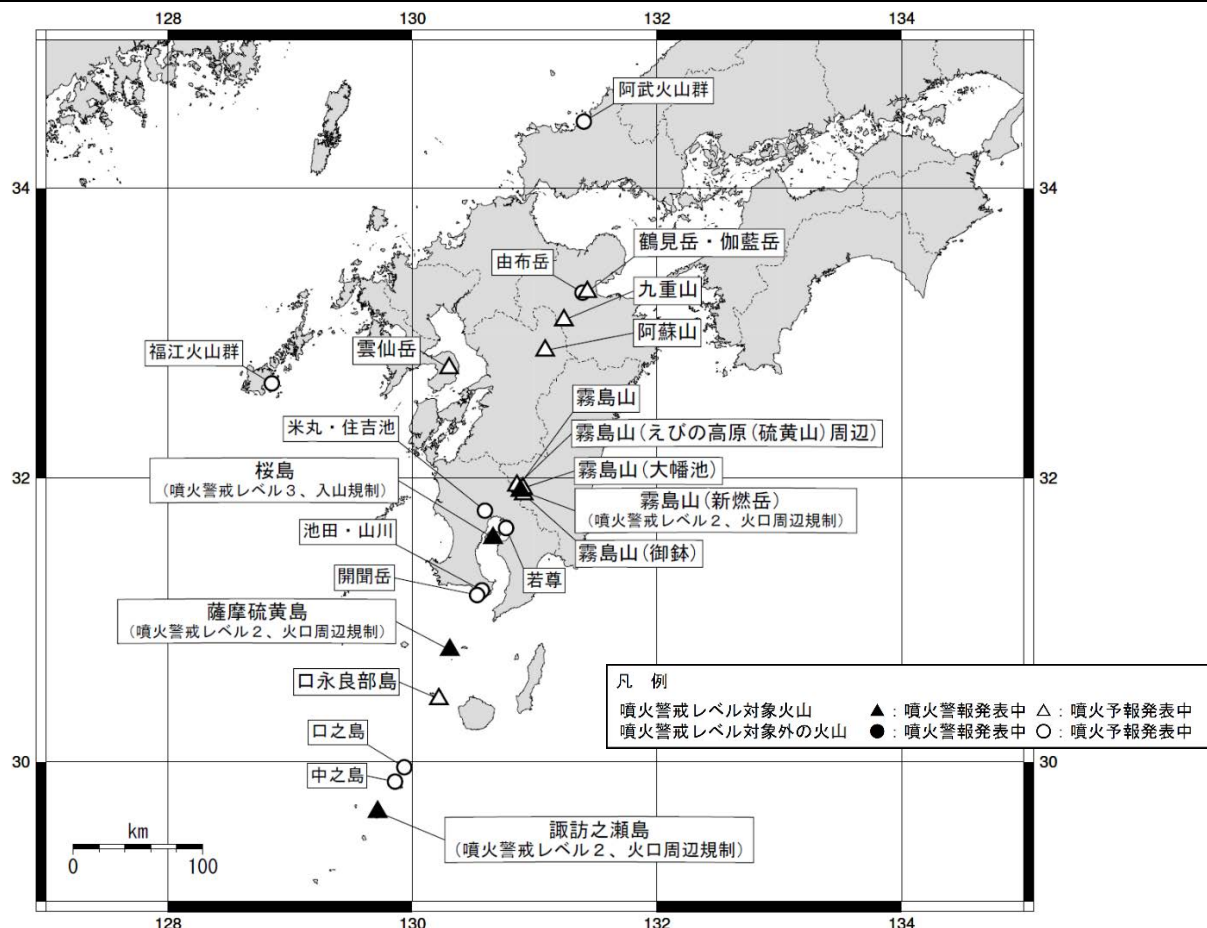 128
130
132
134
阿武火山群
34
34
鶴見岳・伽藍岳
由布岳
九重山
阿蘇山
雲仙岳
福江火山群
霧島山
米丸・住吉池
霧島山(えびの高原(硫黄山)周辺)
霧島山(大幡池)
桜島
(噴火警戒レベル3、入山規制)
32
32
霧島山(新燃岳)
(噴火警戒レベル2、火口周辺規制)
池田・山川
霧島山(御鉢)
開聞岳
若尊
薩摩硫黄島
(噴火警戒レベル2、火口周辺規制)
口永良部島
凡 例
噴火警戒レベル対象火山 ▲:噴火警報発表中 △:噴火予報発表中
噴火警戒レベル対象外の火山 ●:噴火警報発表中 ○:噴火予報発表中
口之島
30
30
中之島
諏訪之瀬島
(噴火警戒レベル2、火口周辺規制)
km
0 100
128
130
132
134